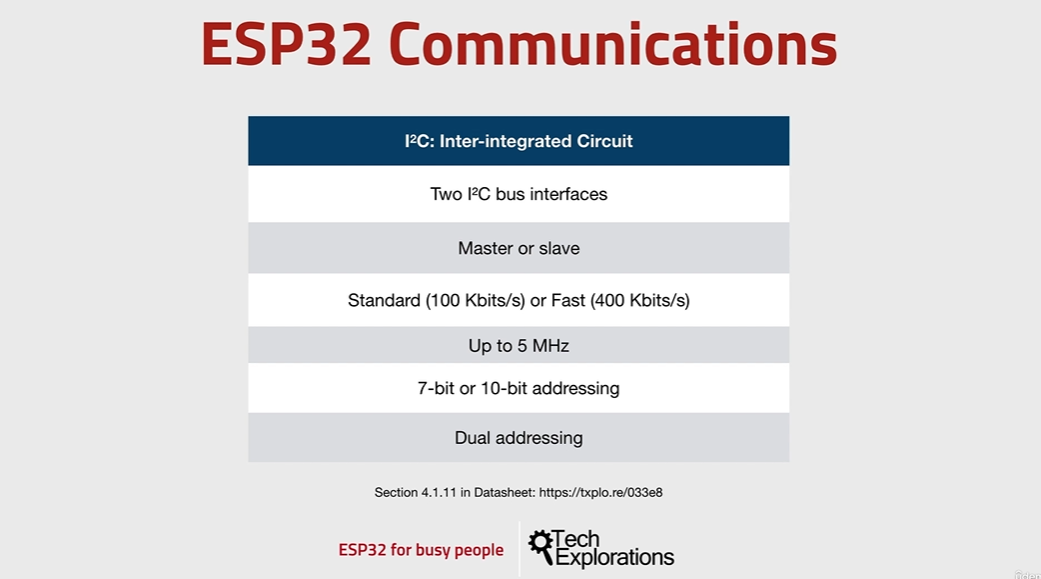 ESP32 Communications
I²C: Inter-integrated Circuit
Two I²C bus interfaces
Master or slave
Standard (100 Kbits/s) or Fast (400 Kbits/s)
Up to 5 MHz
7-bit or 10-bit addressing
Dual addressing
Section 4.1.11 in Datasheet: https://txplo.re/033e8
ESP32 for busy people
Tech
Explorations